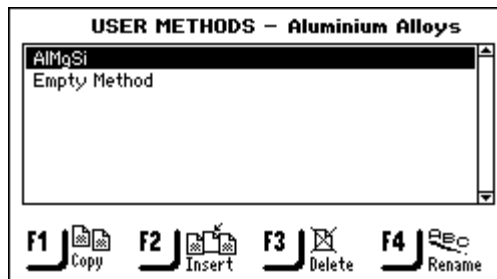 USER METHODS – Aluminium Alloys
AlMgSi
Empty Method
F1 Copy F2 Insert F3 Delete F4 Rename